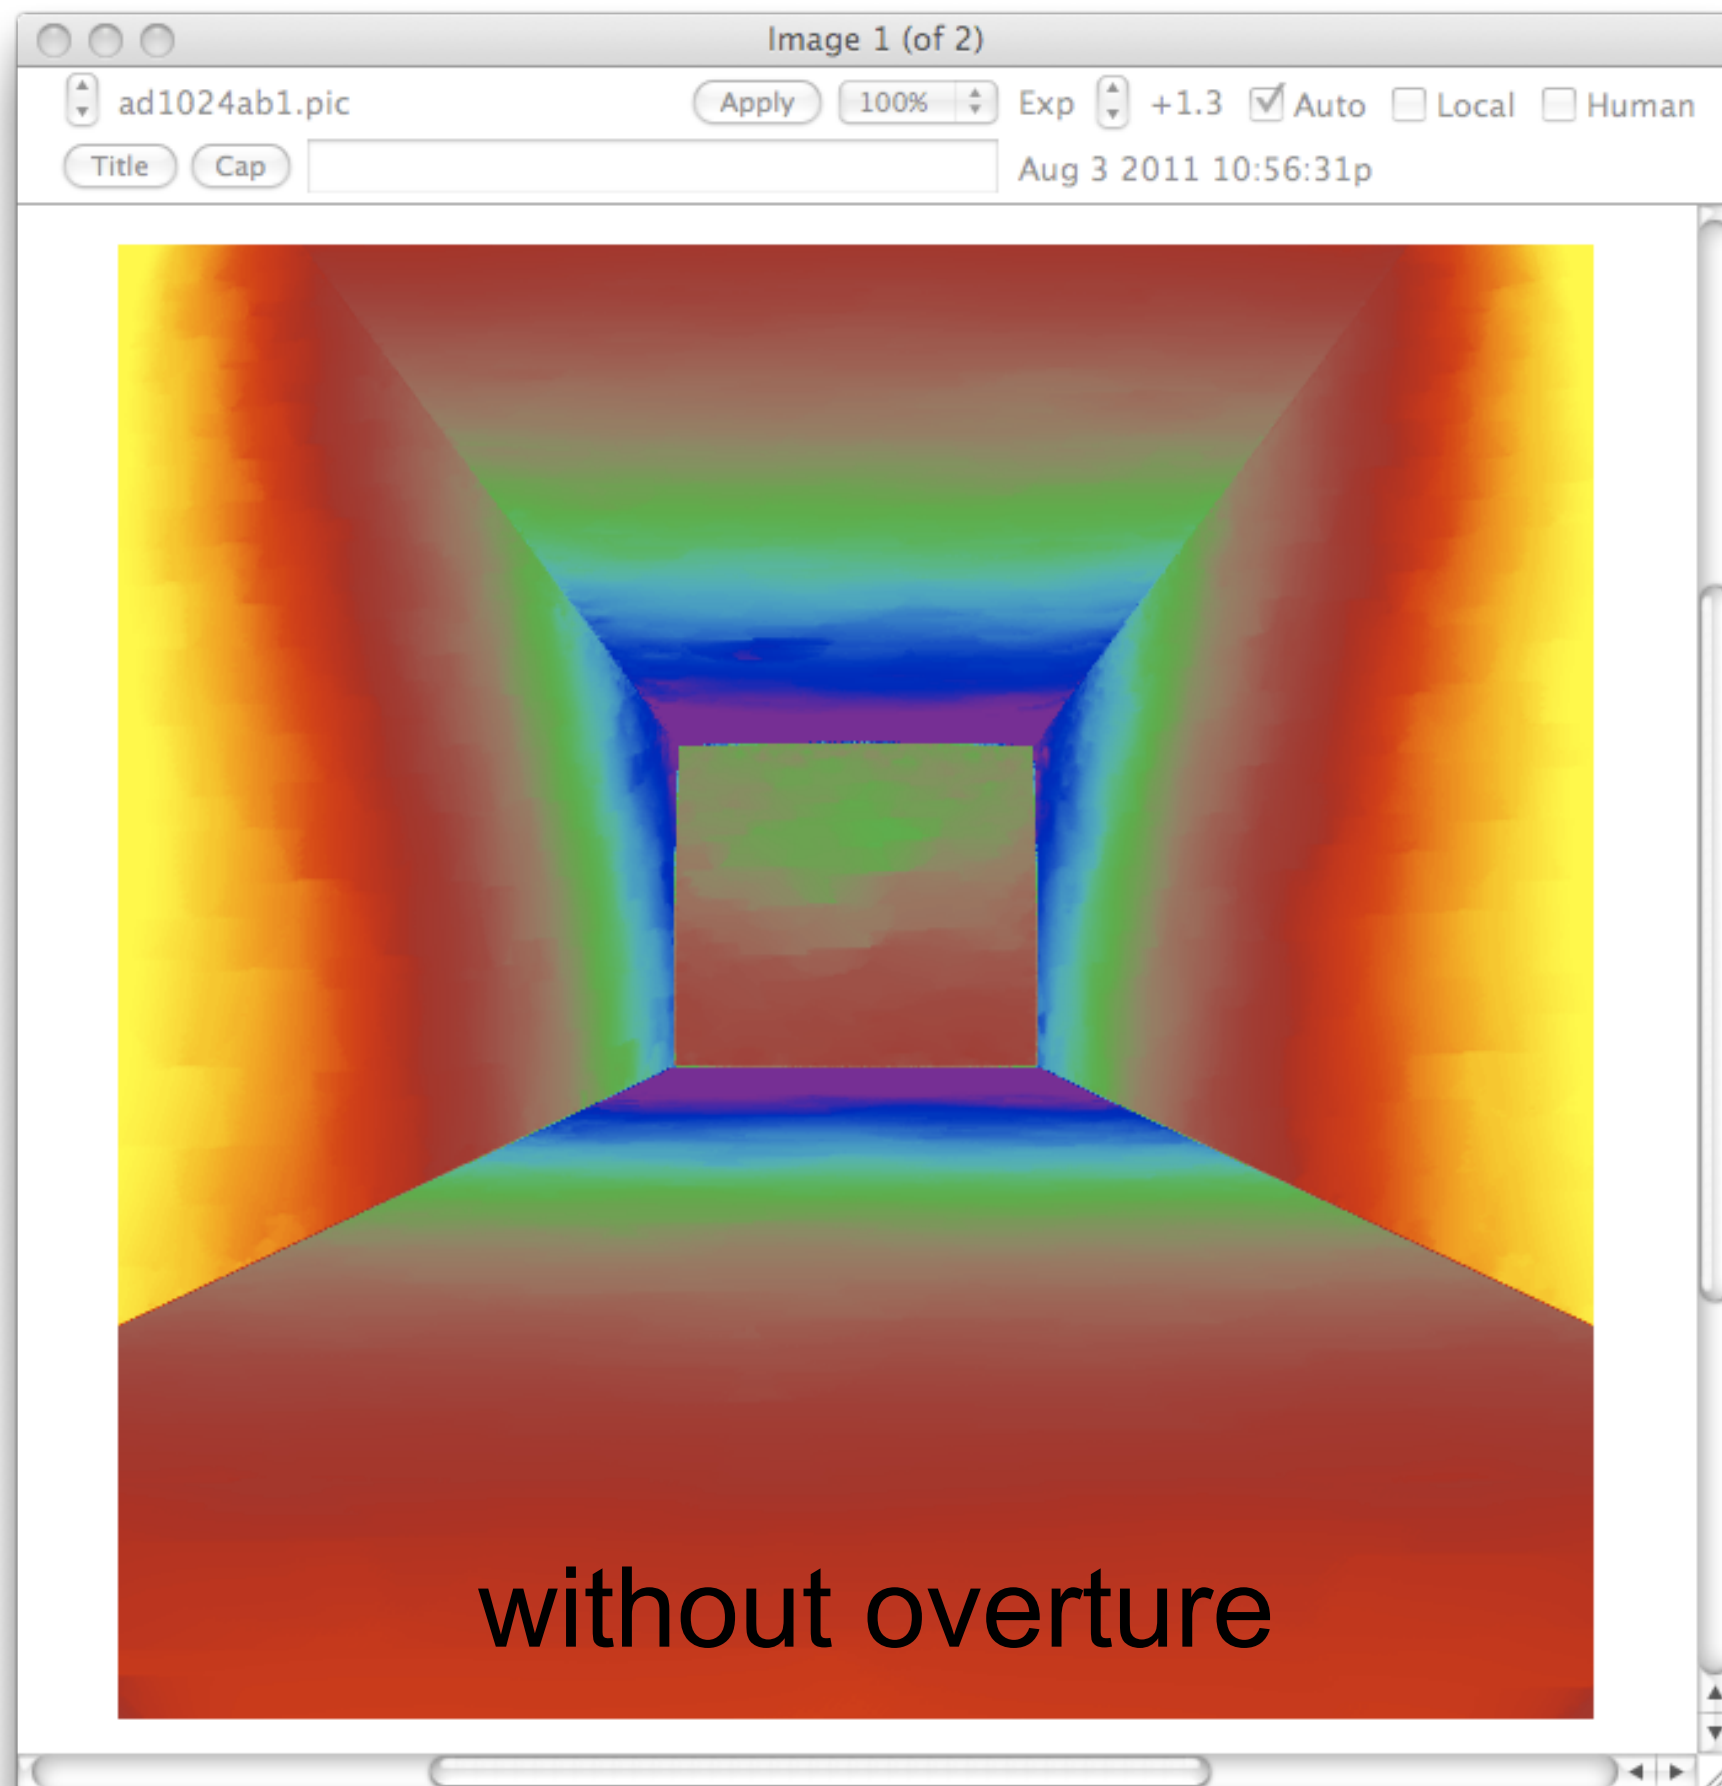 Image 1 (of 2)
ad1024ab1.pic Apply 100% Exp +1.3 Auto Local Human
Title Cap Aug 3 2011 10:56:31p
without overture